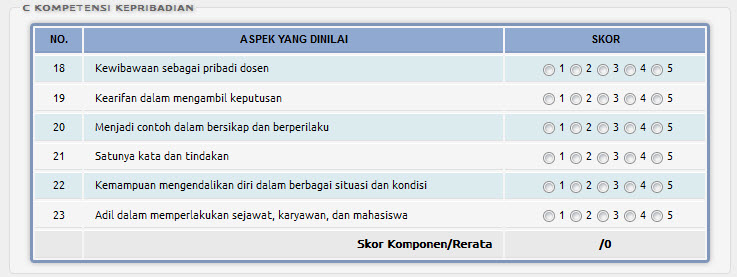 C KOMPETENSI KEPRIBADIAN
NO. ASPEK YANG DINILAI SKOR
18 Kewibawaan sebagai pribadi dosen 1 2 3 4 5
19 Kearifan dalam mengambil keputusan 1 2 3 4 5
20 Menjadi contoh dalam bersikap dan berperilaku 1 2 3 4 5
21 Satunya kata dan tindakan 1 2 3 4 5
22 Kemampuan mengendalikan diri dalam berbagai situasi dan kondisi 1 2 3 4 5
23 Adil dalam memperlakukan sejawat, karyawan, dan mahasiswa 1 2 3 4 5
Skor Komponen/Rerata /0